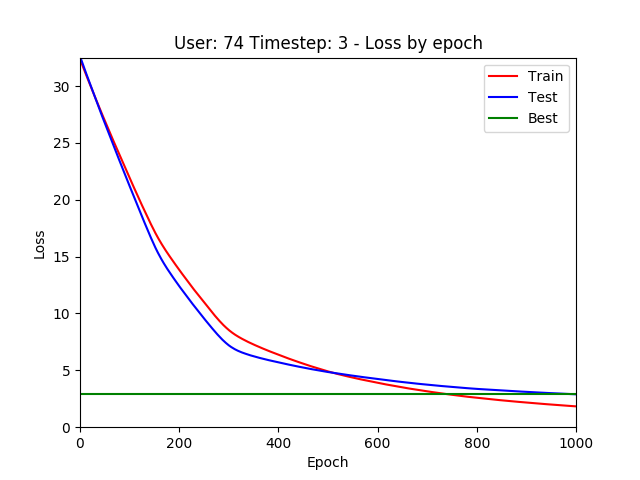 User: 74 Timestep: 3 - Loss by epoch
Train
Test
Best
30
25
20
15
10
5
0
Loss
0 200 400 600 800 1000
Epoch